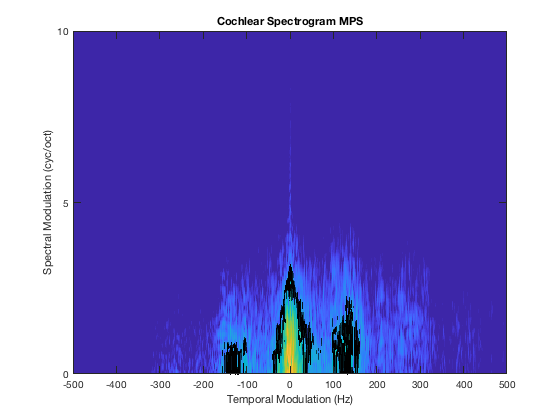 Cochlear Spectrogram MPS
10
5
0
Spectral Modulation (cyc/oct)
-500 -400 -300 -200 -100 0 100 200 300 400 500
Temporal Modulation (Hz)